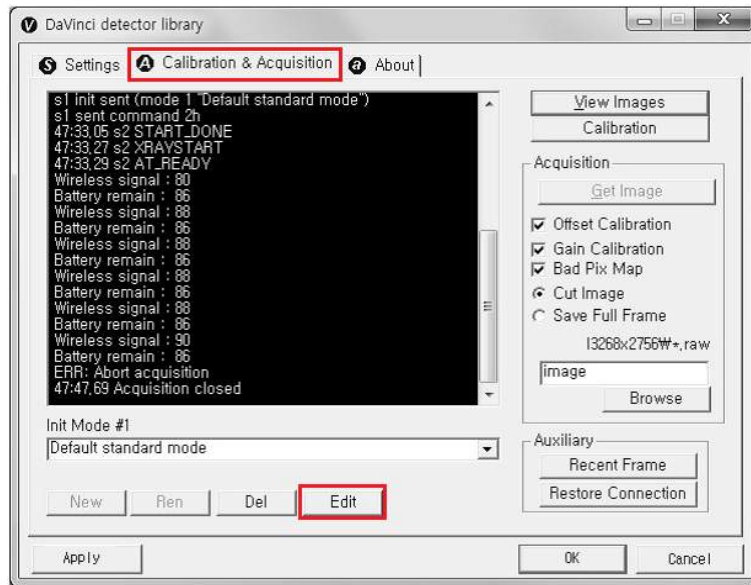 DaVinci detector library
Settings
Calibration & Acquisition
About
s1 init sent (mode 1 "Default standard mode")
s1 sent command 2h
47:33,05 s2 START_DONE
47:33,27 s2 XRAYSTART
47:33,29 s2 AT_READY
Wireless signal : 80
Battery remain : 86
Wireless signal : 88
Battery remain : 86
Wireless signal : 88
Battery remain : 86
Wireless signal : 88
Battery remain : 86
Wireless signal : 88
Battery remain : 86
Wireless signal : 90
Battery remain : 86
ERR: Abort acquisition
47:47,69 Acquisition closed
Init Mode #1
Default standard mode
New
Ren
Del
Edit
View Images
Calibration
Acquisition
Get Image
Offset Calibration
Gain Calibration
Bad Pix Map
Cut Image
Save Full Frame
I3268x2756₩*,raw
image
Browse
Auxiliary
Recent Frame
Restore Connection
Apply
OK
Cancel